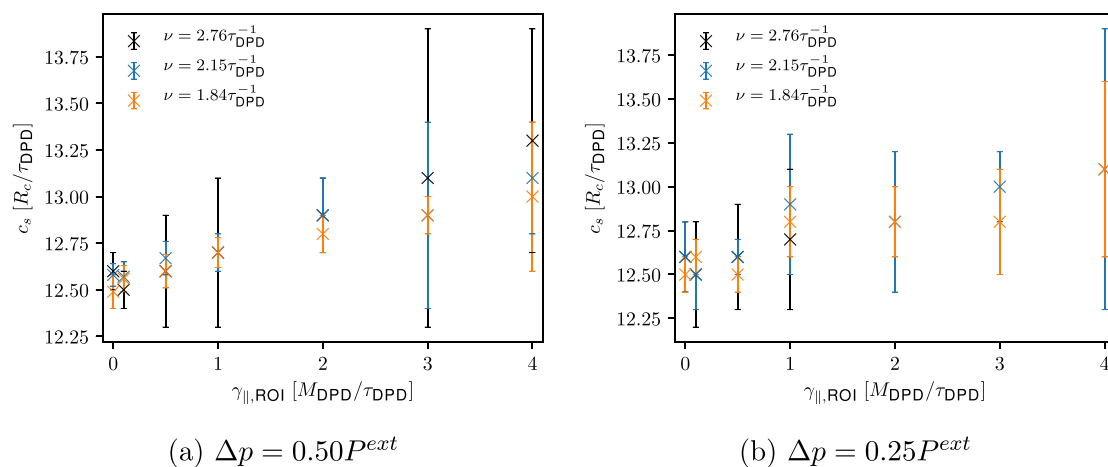 13.75
13.50
13.25
13.00
12.75
12.50
12.25
c_s [R_c/τ_DPD]
ν = 2.76τ_DPD^{-1}
ν = 2.15τ_DPD^{-1}
ν = 1.84τ_DPD^{-1}
0 1 2 3 4
γ_{∥,ROI} [M_DPD/τ_DPD]
(a) Δp = 0.50P^{ext}
13.75
13.50
13.25
13.00
12.75
12.50
12.25
c_s [R_c/τ_DPD]
ν = 2.76τ_DPD^{-1}
ν = 2.15τ_DPD^{-1}
ν = 1.84τ_DPD^{-1}
0 1 2 3 4
γ_{∥,ROI} [M_DPD/τ_DPD]
(b) Δp = 0.25P^{ext}